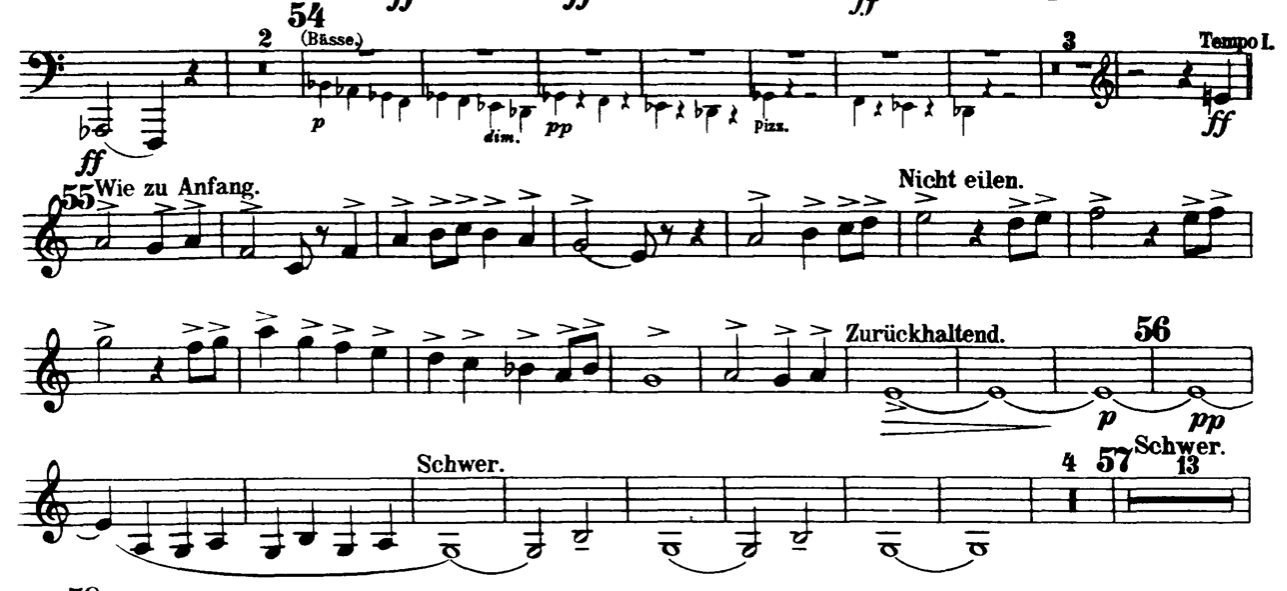 ff ff ff
54
2 (Bässe.) 3 Tempo I.
p dim. pp Pizz. ff
ff
55 Wie zu Anfang. Nicht eilen.
Zurückhaltend. 56
p pp
Schwer. 4 57 Schwer. 13